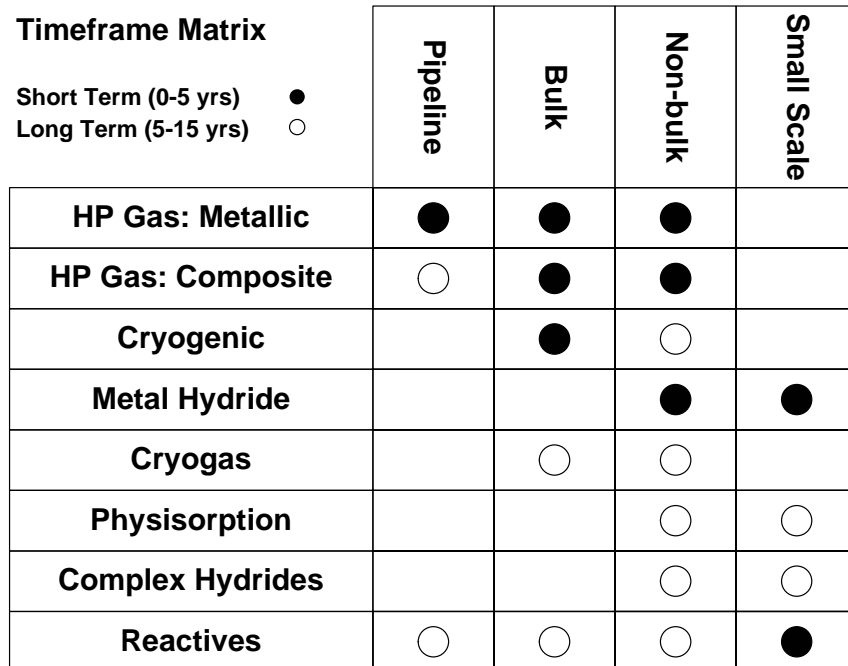 Timeframe Matrix
Short Term (0-5 yrs) ●
Long Term (5-15 yrs) ○
Pipeline
Bulk
Non-bulk
Small Scale
HP Gas: Metallic ● ● ●
HP Gas: Composite ○ ● ●
Cryogenic ● ○
Metal Hydride ● ●
Cryogas ○ ○
Physisorption ○ ○
Complex Hydrides ○ ○
Reactives ○ ○ ○ ●